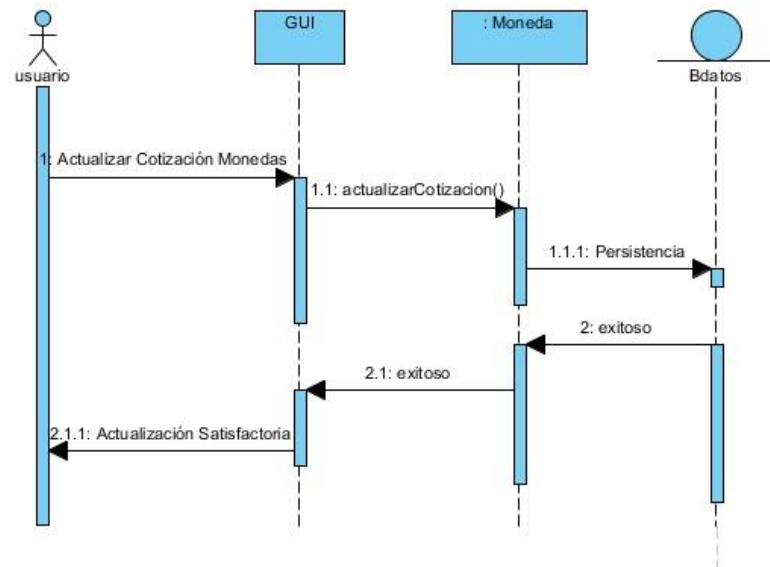 GUI
: Moneda
usuario
Bdatos
1: Actualizar Cotización Monedas
1.1: actualizarCotizacion()
1.1.1: Persistencia
2: exitoso
2.1: exitoso
2.1.1: Actualización Satisfactoria